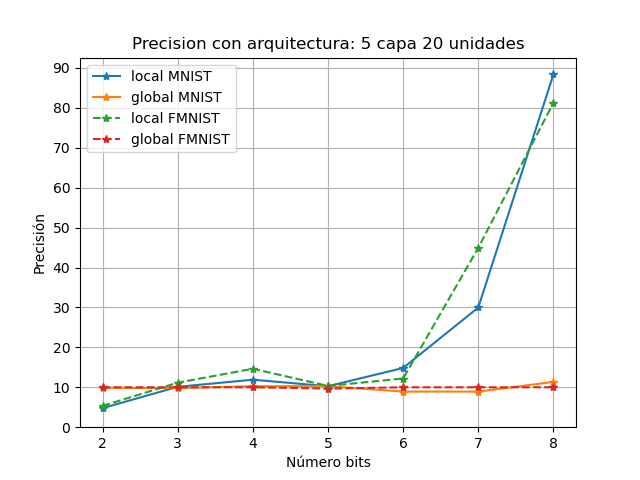 Precision con arquitectura: 5 capa 20 unidades
local MNIST
global MNIST
local FMNIST
global FMNIST
90
80
70
60
50
40
30
20
10
0
Precisión
2 3 4 5 6 7 8
Número bits